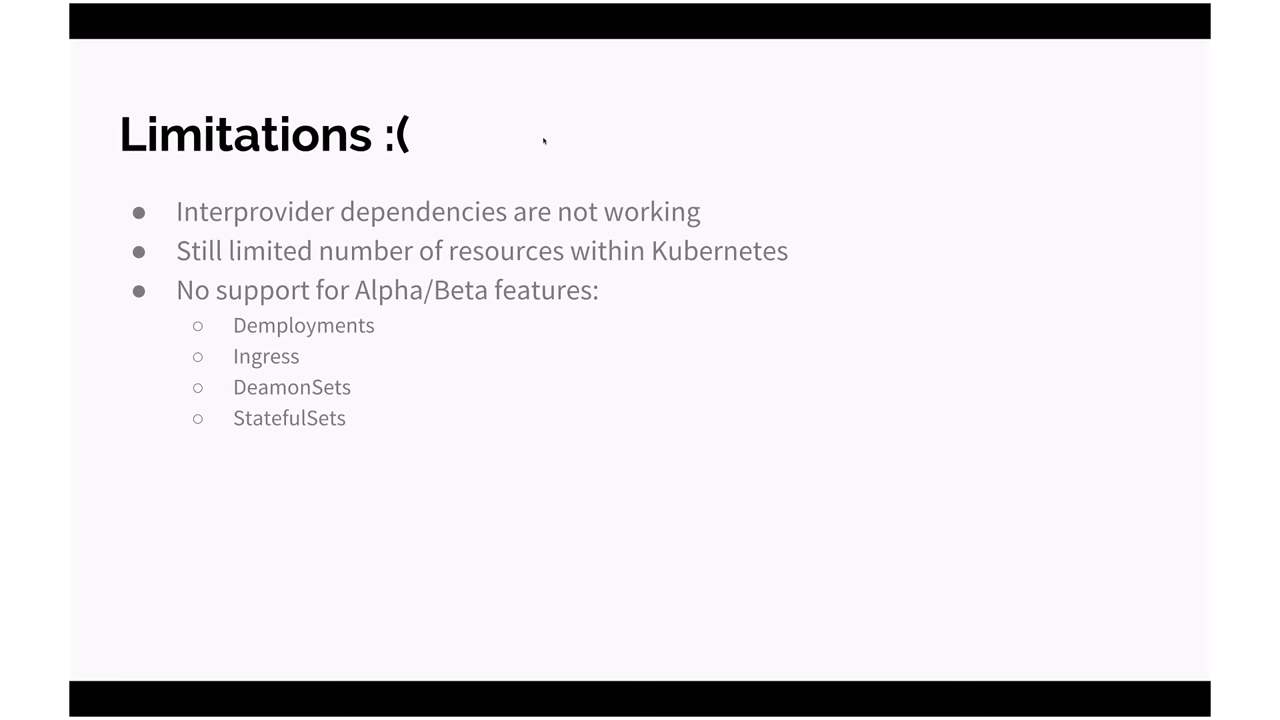 Limitations :(
● Interprovider dependencies are not working
● Still limited number of resources within Kubernetes
● No support for Alpha/Beta features:
○ Demployments
○ Ingress
○ DeamonSets
○ StatefulSets